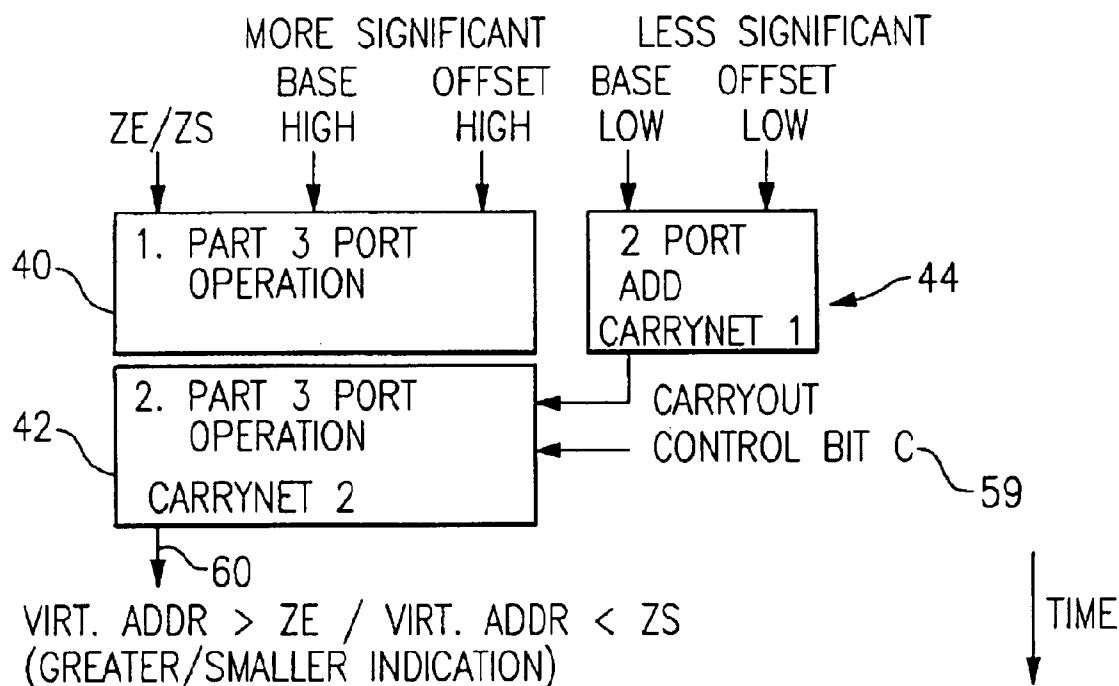 MORE SIGNIFICANT
LESS SIGNIFICANT
ZE/ZS
BASE
HIGH
OFFSET
HIGH
BASE
LOW
OFFSET
LOW
1. PART 3 PORT
OPERATION
40
2 PORT
ADD
CARRYNET 1
44
2. PART 3 PORT
OPERATION
CARRYNET 2
42
CARRYOUT
CONTROL BIT C
59
60
VIRT. ADDR > ZE / VIRT. ADDR < ZS
(GREATER/SMALLER INDICATION)
TIME